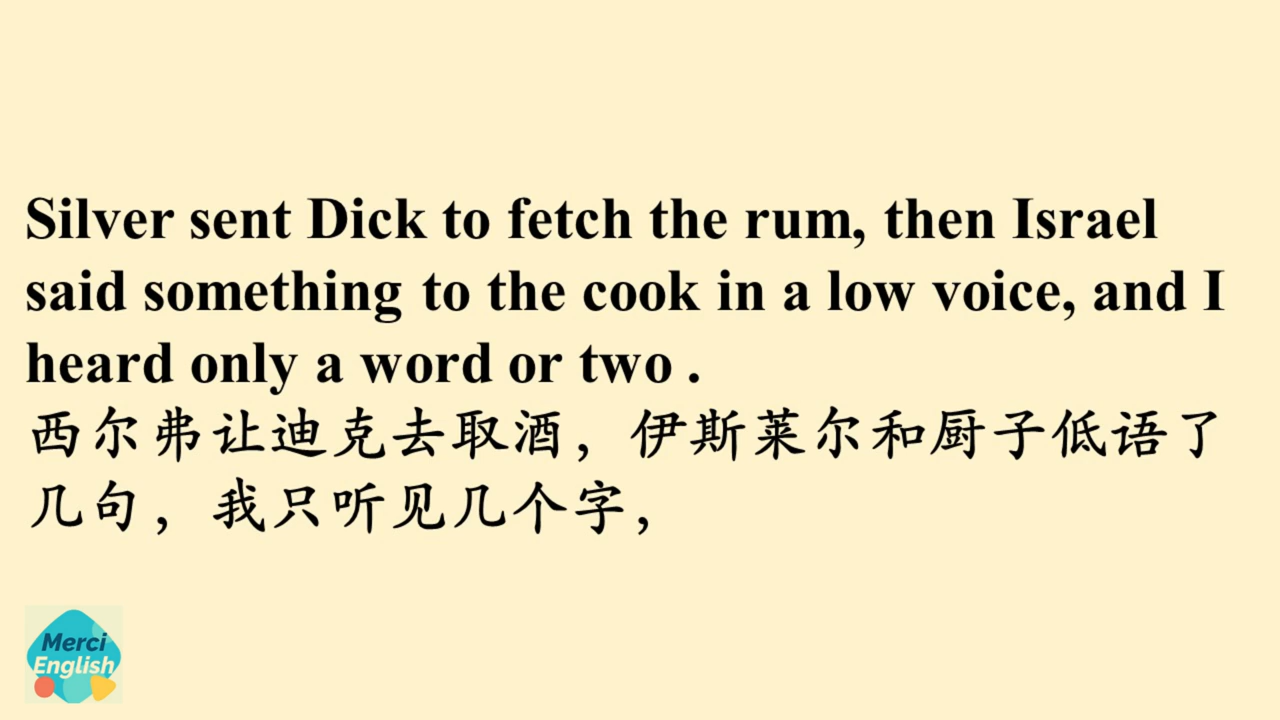 Silver sent Dick to fetch the rum, then Israel
said something to the cook in a low voice, and I
heard only a word or two .
西尔弗让迪克去取酒，伊斯莱尔和厨子低语了
几句，我只听见几个字，
Merci
English